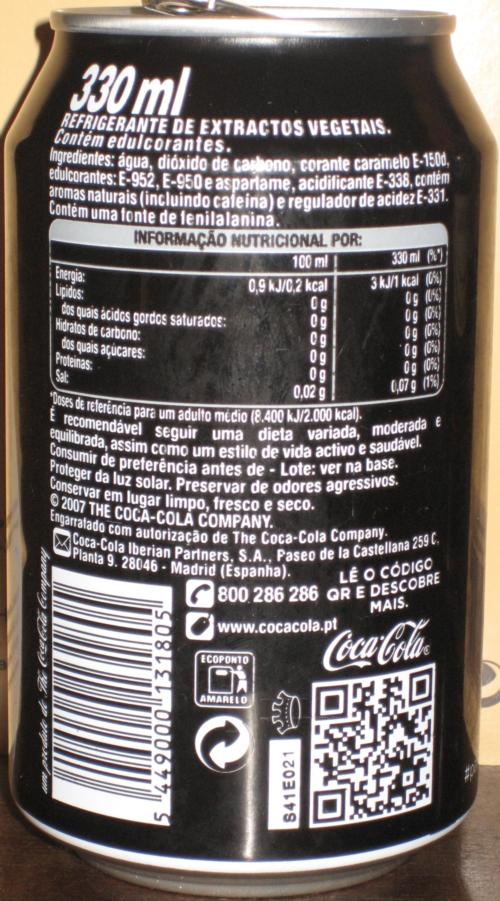 330 ml
REFRIGERANTE DE EXTRACTOS VEGETAIS.
Contém edulcorantes.
Ingredientes: água, dióxido de carbono, corante caramelo E-150d,
edulcorantes: E-952, E-950 e aspartame, acidificante E-338, contém
aromas naturais (incluindo cafeína) e regulador de acidez E-331.
Contém uma fonte de fenilalanina.
INFORMAÇÃO NUTRICIONAL POR:
100 ml 330 ml (%*)
Energia: 0,9 kJ/0,2 kcal 3 kJ/1 kcal (0%)
Lípidos: 0 g 0 g (0%)
dos quais ácidos gordos saturados: 0 g 0 g (0%)
Hidratos de carbono: 0 g 0 g (0%)
dos quais açúcares: 0 g 0 g (0%)
Proteínas: 0 g 0 g (0%)
Sal: 0,02 g 0,07 g (1%)
*Doses de referência para um adulto médio (8.400 kJ/2.000 kcal).
É recomendável seguir uma dieta variada, moderada e
equilibrada, assim como um estilo de vida activo e saudável.
Consumir de preferência antes de - Lote: ver na base.
Proteger da luz solar. Preservar de odores agressivos.
Conservar em lugar limpo, fresco e seco.
© 2007 THE COCA-COLA COMPANY.
Engarrafado com autorização de The Coca-Cola Company.
Coca-Cola Iberian Partners, S.A., Paseo de la Castellana 259 C.
Planta 9. 28046 - Madrid (Espanha).
800 286 286
www.cocacola.pt
LÊ O CÓDIGO
QR E DESCOBRE
MAIS.
Coca-Cola
ECOPONTO
AMARELO
S41E021
5 449000 131805
um produto de The Coca-Cola Company